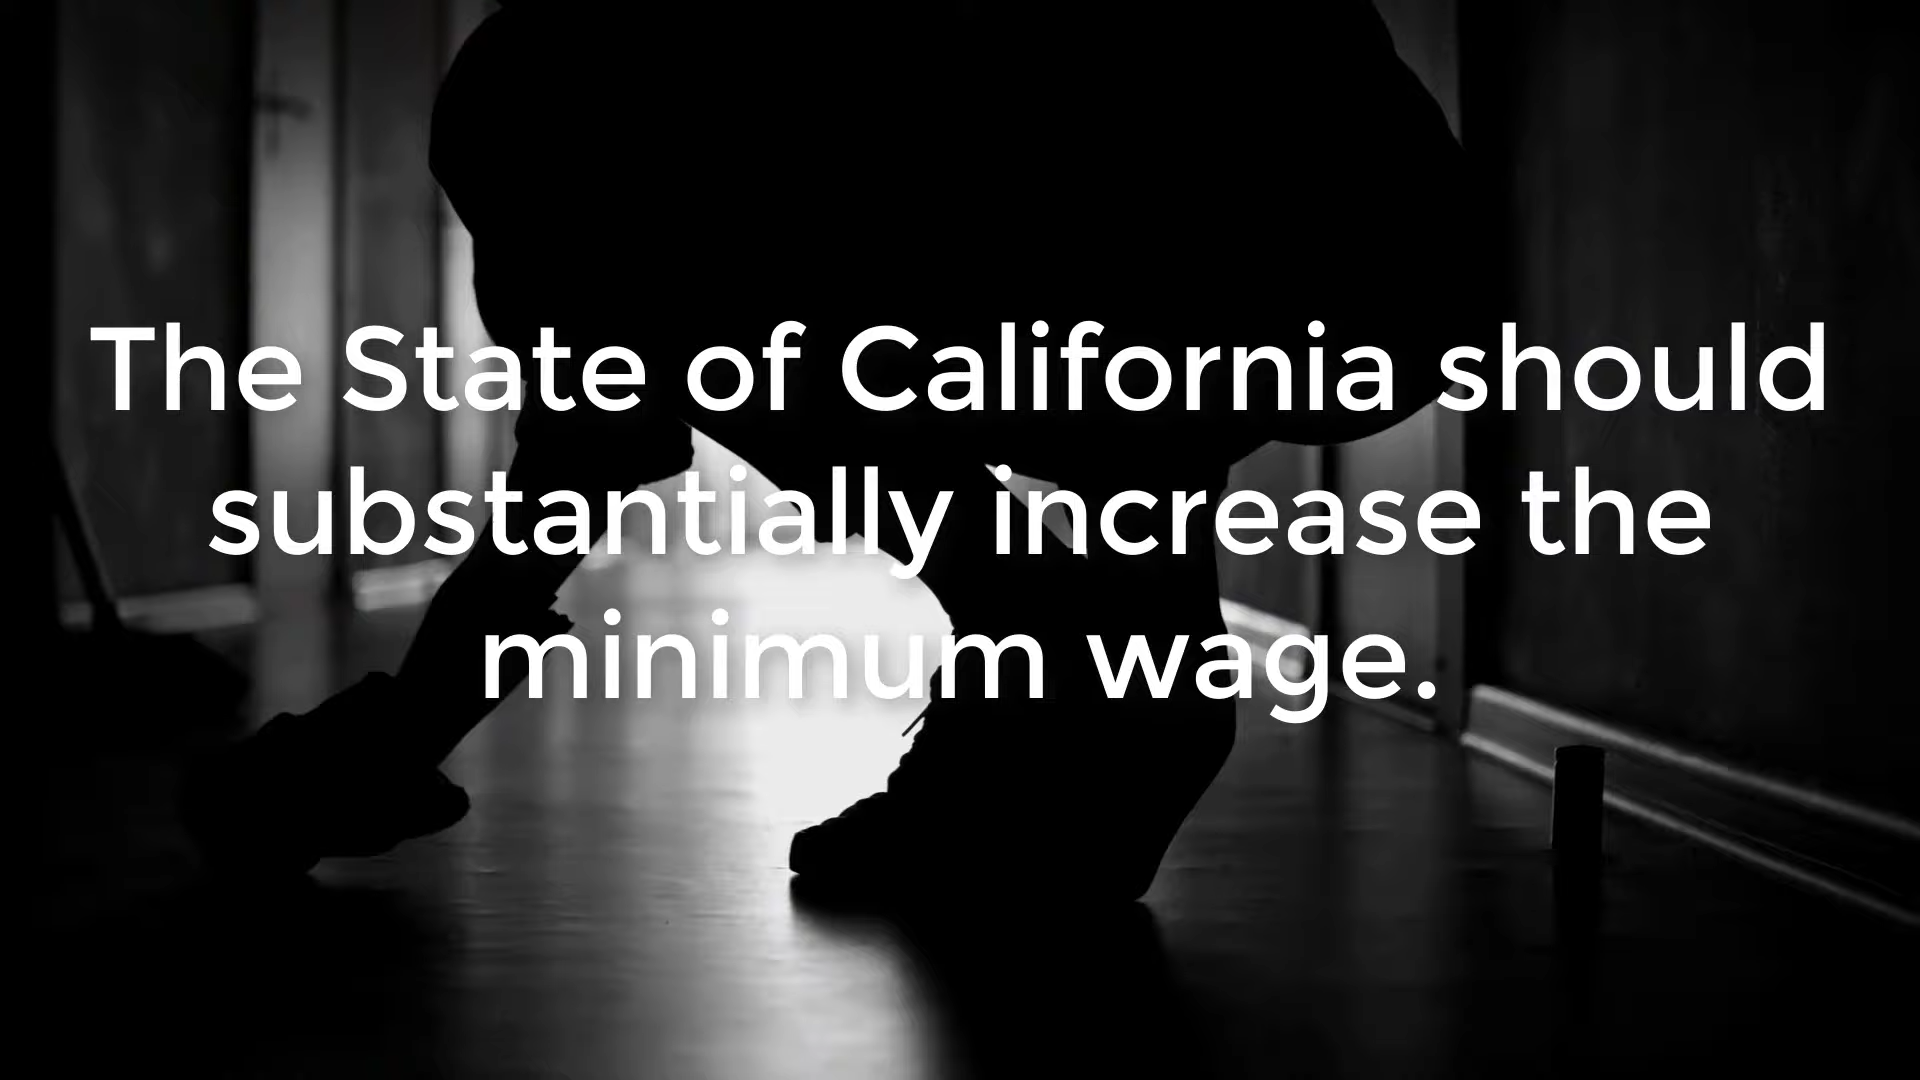 The State of California should
substantially increase the
minimum wage.